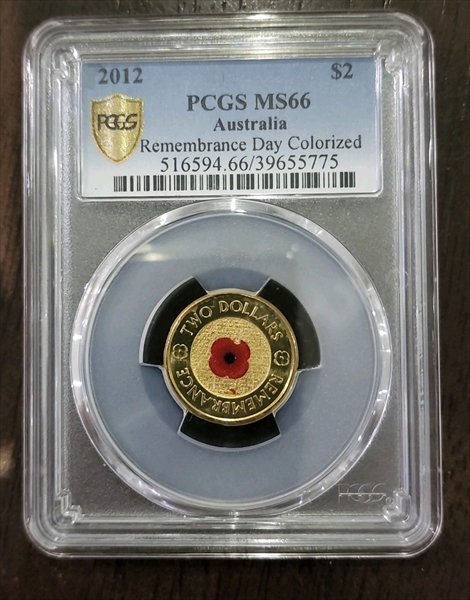 2012 $2
PCGS
PCGS MS66
Australia
Remembrance Day Colorized
516594.66/39655775
TWO DOLLARS
REMEMBRANCE
PCGS